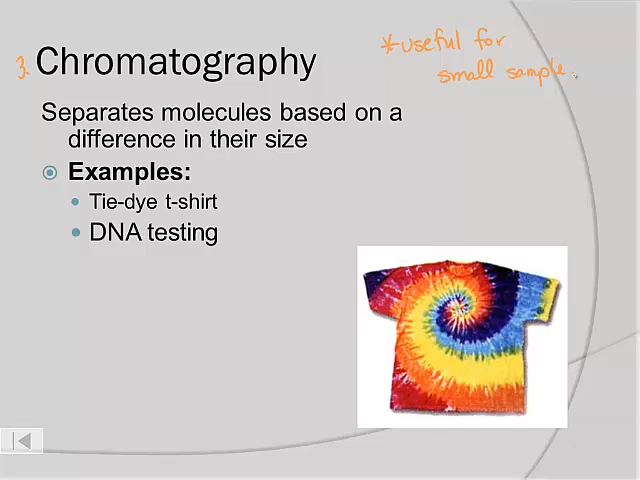 3. Chromatography
*useful for
small sample.
Separates molecules based on a
difference in their size
Examples:
Tie-dye t-shirt
DNA testing